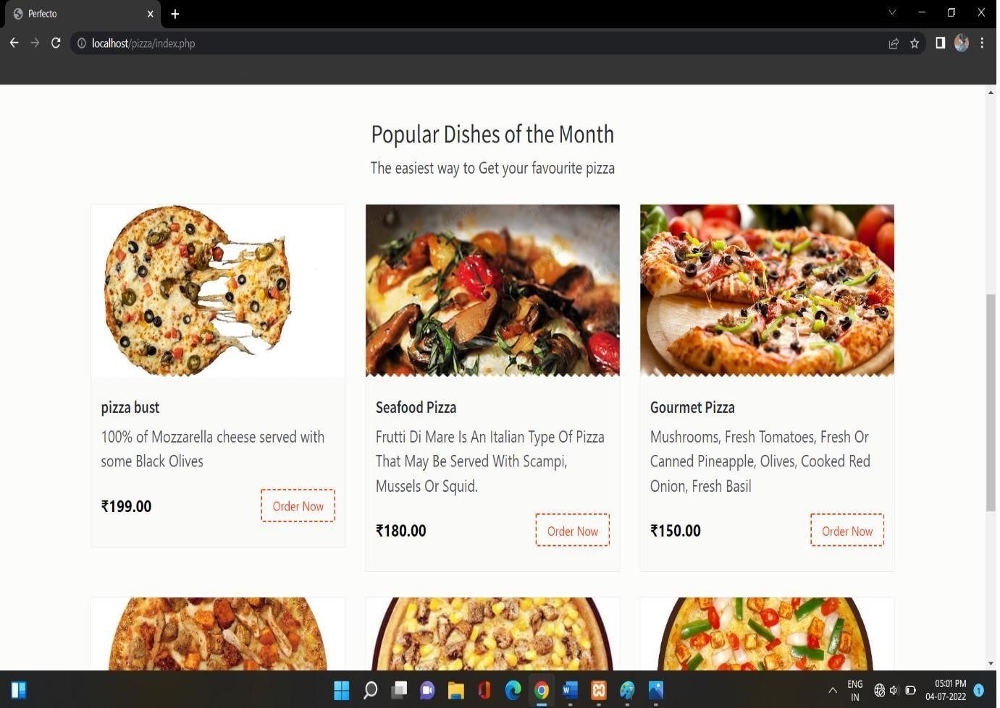 Perfecto
localhost/pizza/index.php
Popular Dishes of the Month
The easiest way to Get your favourite pizza
pizza bust
100% of Mozzarella cheese served with
some Black Olives
₹199.00
Order Now
Seafood Pizza
Frutti Di Mare Is An Italian Type Of Pizza
That May Be Served With Scampi,
Mussels Or Squid.
₹180.00
Order Now
Gourmet Pizza
Mushrooms, Fresh Tomatoes, Fresh Or
Canned Pineapple, Olives, Cooked Red
Onion, Fresh Basil
₹150.00
Order Now
ENG
IN
05:01 PM
04-07-2022
1